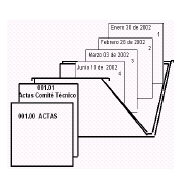 Enero 30 de 2002
1
Febrero 25 de 2002
2
Marzo 03 de 2002
3
Junio 10 de 2002
4
001.01
Actas Comité Técnico
001.00 ACTAS